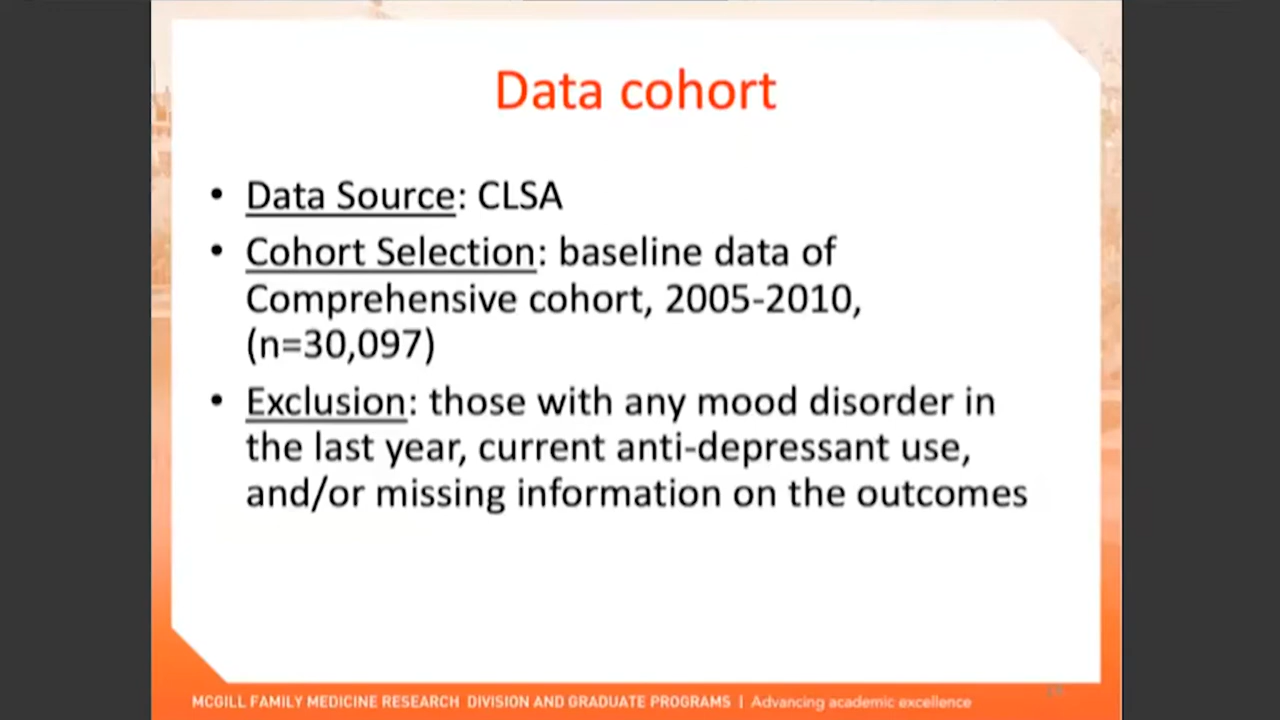 Data cohort
• Data Source: CLSA
• Cohort Selection: baseline data of
Comprehensive cohort, 2005-2010,
(n=30,097)
• Exclusion: those with any mood disorder in
the last year, current anti-depressant use,
and/or missing information on the outcomes
MCGILL FAMILY MEDICINE RESEARCH DIVISION AND GRADUATE PROGRAMS | Advancing academic excellence